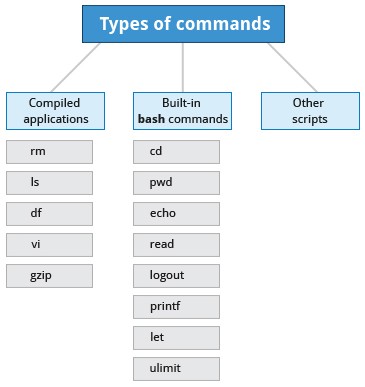 Types of commands
Compiled
applications
rm
ls
df
vi
gzip
Built-in
bash commands
cd
pwd
echo
read
logout
printf
let
ulimit
Other
scripts